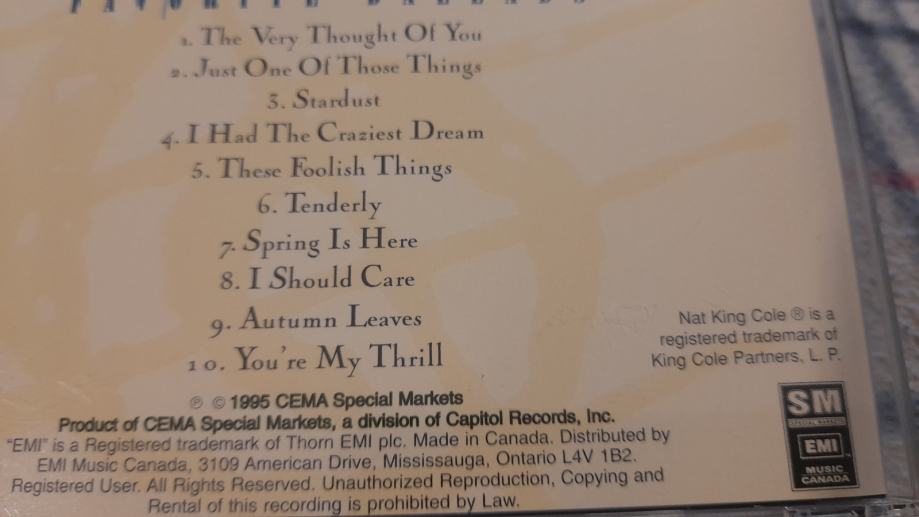 FAVORITE BALLADS
1. The Very Thought Of You
2. Just One Of Those Things
3. Stardust
4. I Had The Craziest Dream
5. These Foolish Things
6. Tenderly
7. Spring Is Here
8. I Should Care
9. Autumn Leaves
10. You're My Thrill
Nat King Cole ® is a
registered trademark of
King Cole Partners, L. P.
℗ © 1995 CEMA Special Markets
Product of CEMA Special Markets, a division of Capitol Records, Inc.
"EMI" is a Registered trademark of Thorn EMI plc. Made in Canada. Distributed by
EMI Music Canada, 3109 American Drive, Mississauga, Ontario L4V 1B2.
Registered User. All Rights Reserved. Unauthorized Reproduction, Copying and
Rental of this recording is prohibited by Law.
SM
EMI
MUSIC
CANADA